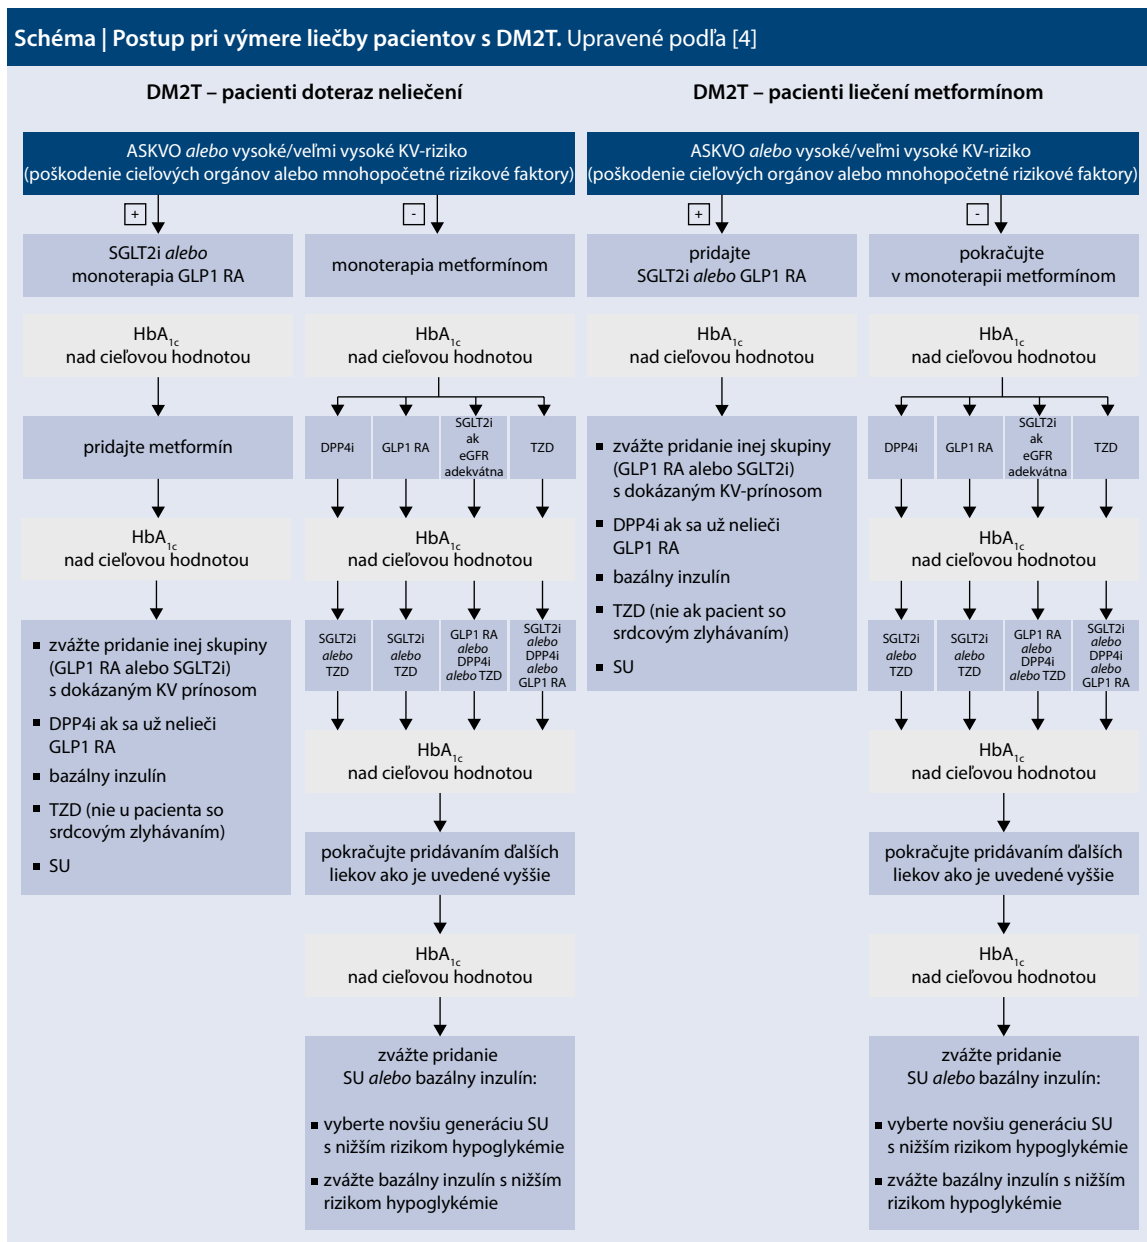 Schéma | Postup pri výmere liečby pacientov s DM2T. Upravené podľa [4]
DM2T – pacienti doteraz neliečení
ASKVO alebo vysoké/veľmi vysoké KV-riziko
(poškodenie cieľových orgánov alebo mnohopočetné rizikové faktory)
+
-
SGLT2i alebo
monoterapia GLP1 RA
monoterapia metformínom
HbA1c
nad cieľovou hodnotou
HbA1c
nad cieľovou hodnotou
pridajte metformín
DPP4i
GLP1 RA
SGLT2i
ak
eGFR
adekvátna
TZD
HbA1c
nad cieľovou hodnotou
HbA1c
nad cieľovou hodnotou
zvážte pridanie inej skupiny
(GLP1 RA alebo SGLT2i)
s dokázaným KV prínosom
DPP4i ak sa už nelieči
GLP1 RA
bazálny inzulín
TZD (nie u pacienta so
srdcovým zlyhávaním)
SU
SGLT2i
alebo
TZD
SGLT2i
alebo
TZD
GLP1 RA
alebo
DPP4i
alebo TZD
SGLT2i
alebo
DPP4i
alebo
GLP1 RA
HbA1c
nad cieľovou hodnotou
pokračujte pridávaním ďalších
liekov ako je uvedené vyššie
HbA1c
nad cieľovou hodnotou
zvážte pridanie
SU alebo bazálny inzulín:
vyberte novšiu generáciu SU
s nižším rizikom hypoglykémie
zvážte bazálny inzulín s nižším
rizikom hypoglykémie
DM2T – pacienti liečení metformínom
ASKVO alebo vysoké/veľmi vysoké KV-riziko
(poškodenie cieľových orgánov alebo mnohopočetné rizikové faktory)
+
-
pridajte
SGLT2i alebo GLP1 RA
pokračujte
v monoterapii metformínom
HbA1c
nad cieľovou hodnotou
HbA1c
nad cieľovou hodnotou
zvážte pridanie inej skupiny
(GLP1 RA alebo SGLT2i)
s dokázaným KV-prínosom
DPP4i ak sa už nelieči
GLP1 RA
bazálny inzulín
TZD (nie ak pacient so
srdcovým zlyhávaním)
SU
DPP4i
GLP1 RA
SGLT2i
ak
eGFR
adekvátna
TZD
HbA1c
nad cieľovou hodnotou
SGLT2i
alebo
TZD
SGLT2i
alebo
TZD
GLP1 RA
alebo
DPP4i
alebo TZD
SGLT2i
alebo
DPP4i
alebo
GLP1 RA
HbA1c
nad cieľovou hodnotou
pokračujte pridávaním ďalších
liekov ako je uvedené vyššie
HbA1c
nad cieľovou hodnotou
zvážte pridanie
SU alebo bazálny inzulín:
vyberte novšiu generáciu SU
s nižším rizikom hypoglykémie
zvážte bazálny inzulín s nižším
rizikom hypoglykémie